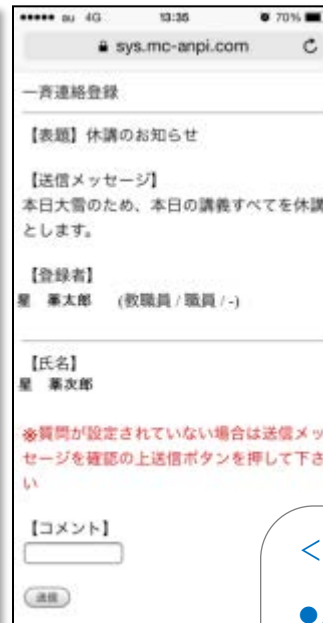 au 4G 13:35 70%
sys.mc-anpi.com
一斉連絡登録
【表題】休講のお知らせ
【送信メッセージ】
本日大雪のため、本日の講義すべてを休講
とします。
【登録者】
星 薬太郎 (教職員 / 職員 / -)
【氏名】
星 薬次郎
※質問が設定されていない場合は送信メッ
セージを確認の上送信ボタンを押して下さ
い
【コメント】
送信
<